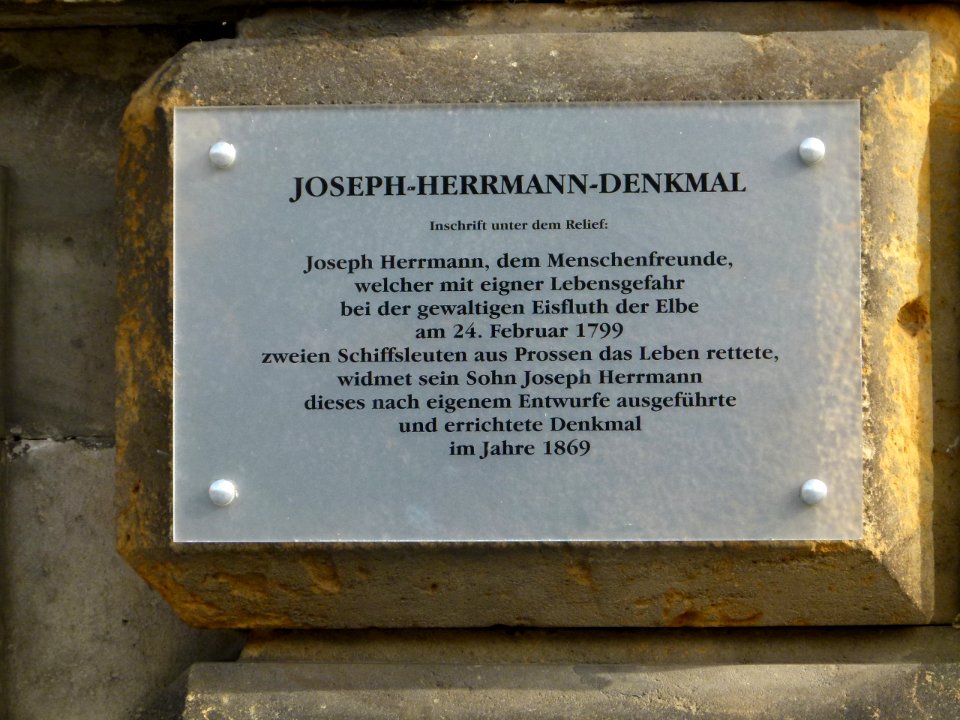 JOSEPH-HERRMANN-DENKMAL
Inschrift unter dem Relief:
Joseph Herrmann, dem Menschenfreunde,
welcher mit eigner Lebensgefahr
bei der gewaltigen Eisfluth der Elbe
am 24. Februar 1799
zweien Schiffsleuten aus Prossen das Leben rettete,
widmet sein Sohn Joseph Herrmann
dieses nach eigenem Entwurfe ausgeführte
und errichtete Denkmal
im Jahre 1869